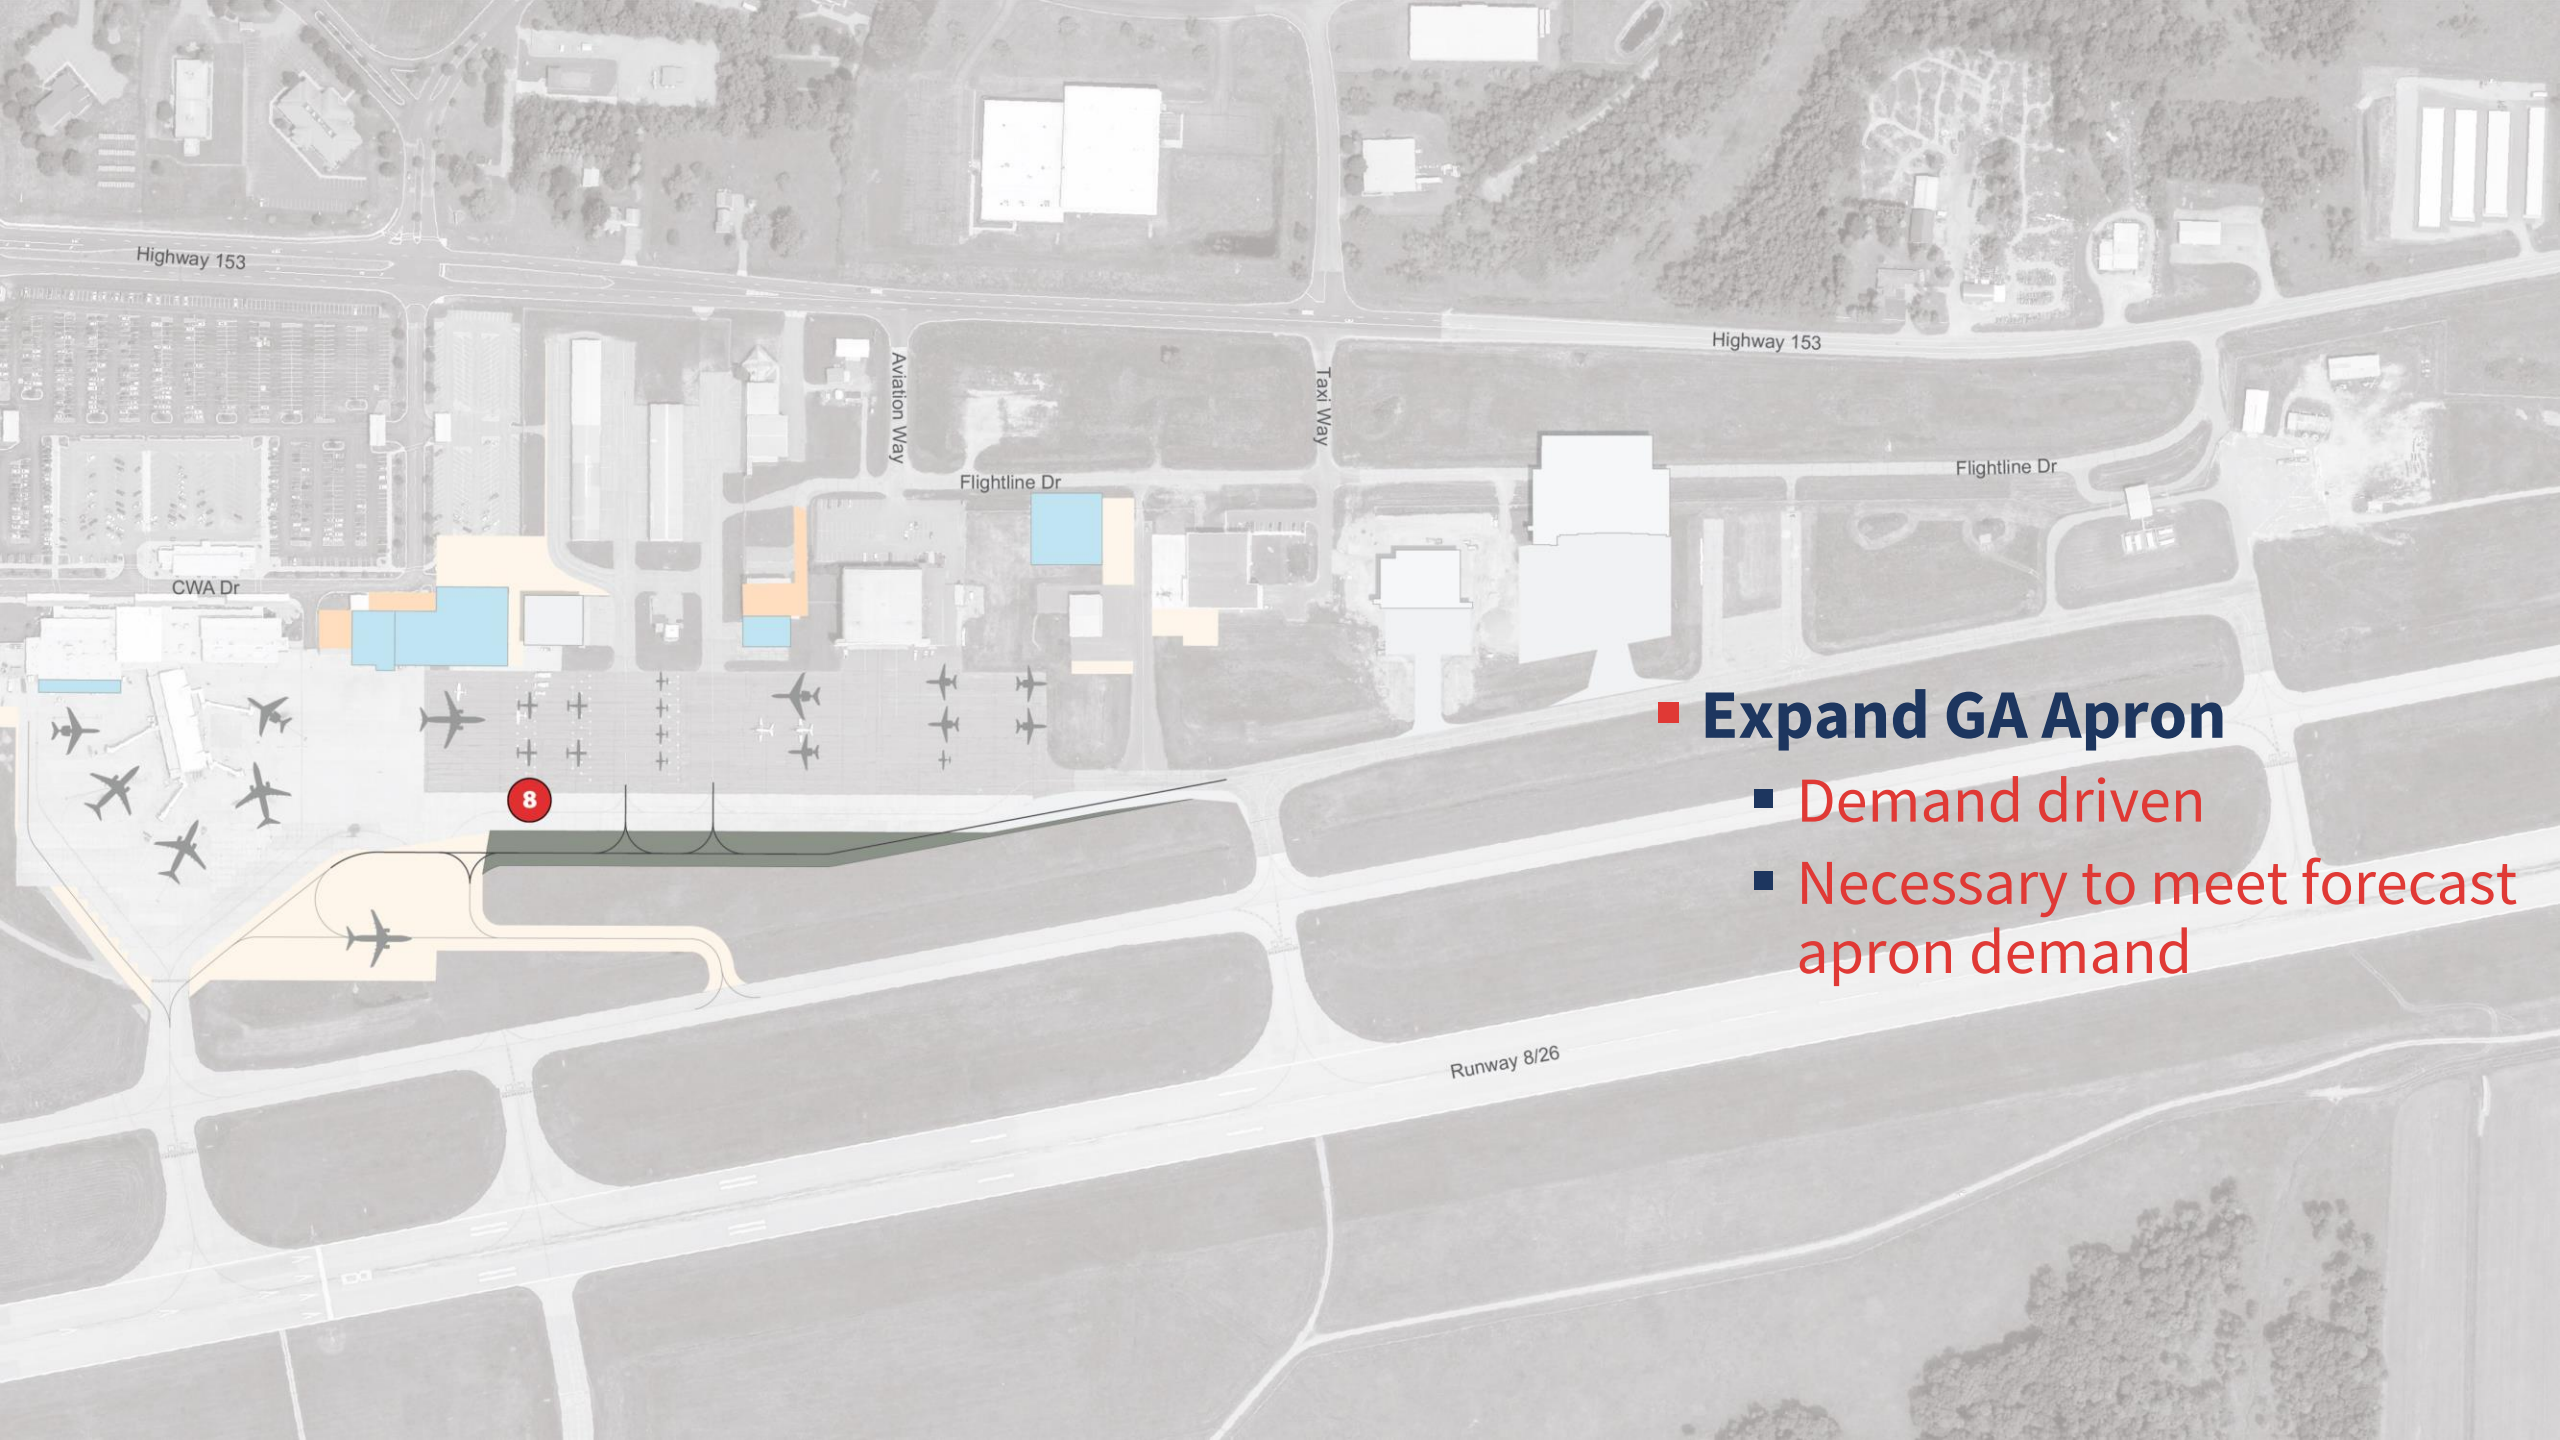 Highway 153
Highway 153
Aviation Way
Taxi Way
Flightline Dr
Flightline Dr
CWA Dr
8
Expand GA Apron
Demand driven
Necessary to meet forecast
apron demand
Runway 8/26
8